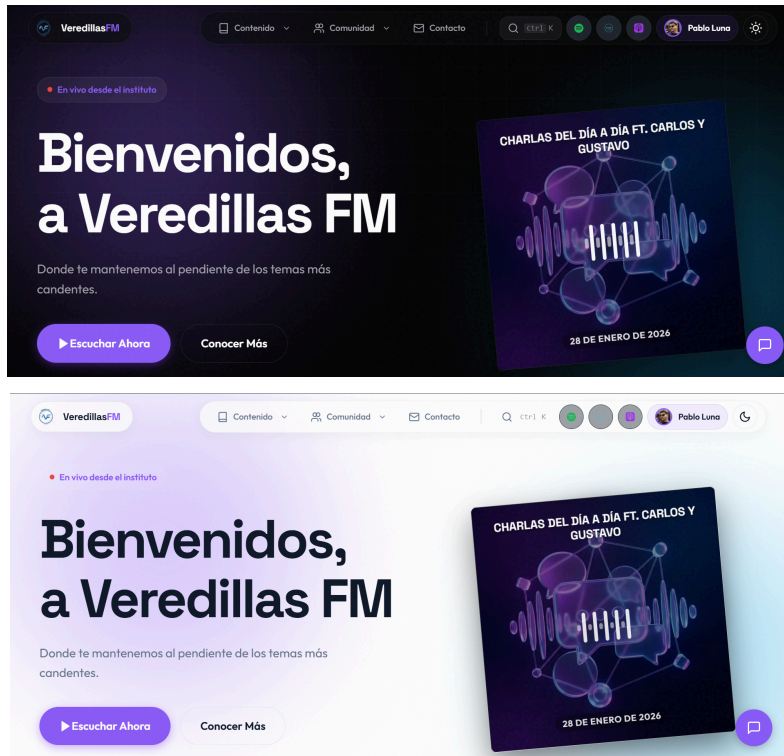 VeredillasFM
Contenido
Comunidad
Contacto
Ctrl K
Pablo Luna
En vivo desde el instituto
Bienvenidos,
a Veredillas FM
Donde te mantenemos al pendiente de los temas más
candentes.
Escuchar Ahora
Conocer Más
CHARLAS DEL DÍA A DÍA FT. CARLOS Y
GUSTAVO
28 DE ENERO DE 2026
VeredillasFM
Contenido
Comunidad
Contacto
Ctrl K
Pablo Luna
En vivo desde el instituto
Bienvenidos,
a Veredillas FM
Donde te mantenemos al pendiente de los temas más
candentes.
Escuchar Ahora
Conocer Más
CHARLAS DEL DÍA A DÍA FT. CARLOS Y
GUSTAVO
28 DE ENERO DE 2026